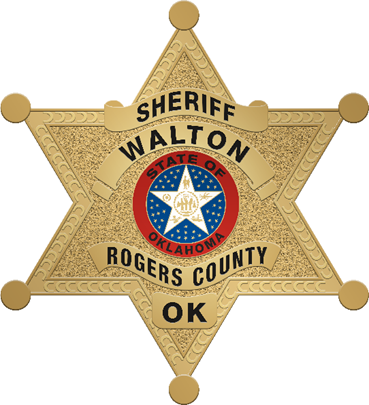 SHERIFF
WALTON
STATE OF
OKLAHOMA
ROGERS COUNTY
OK